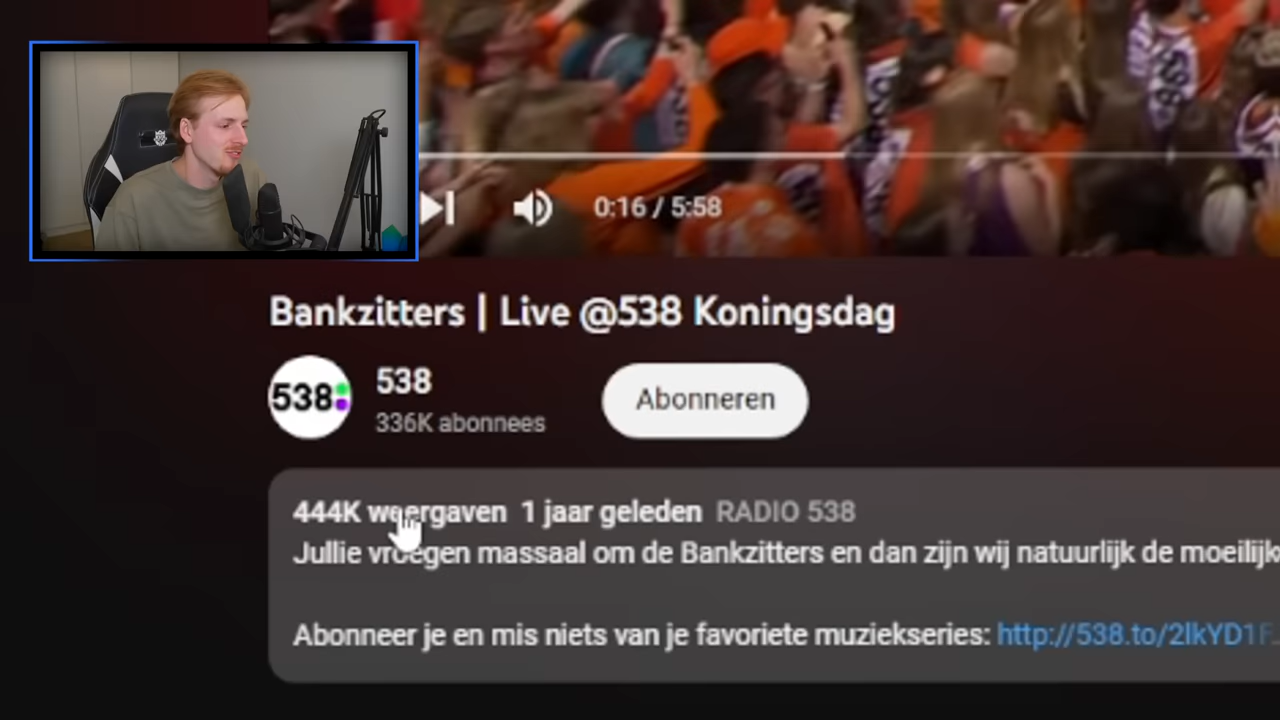 0:16 / 5:58
Bankzitters | Live @538 Koningsdag
538:
538
336K abonnees
Abonneren
444K weergaven 1 jaar geleden RADIO 538
Jullie vroegen massaal om de Bankzitters en dan zijn wij natuurlijk de moeilijk
Abonneer je en mis niets van je favoriete muziekseries: http://538.to/2lkYD1F...